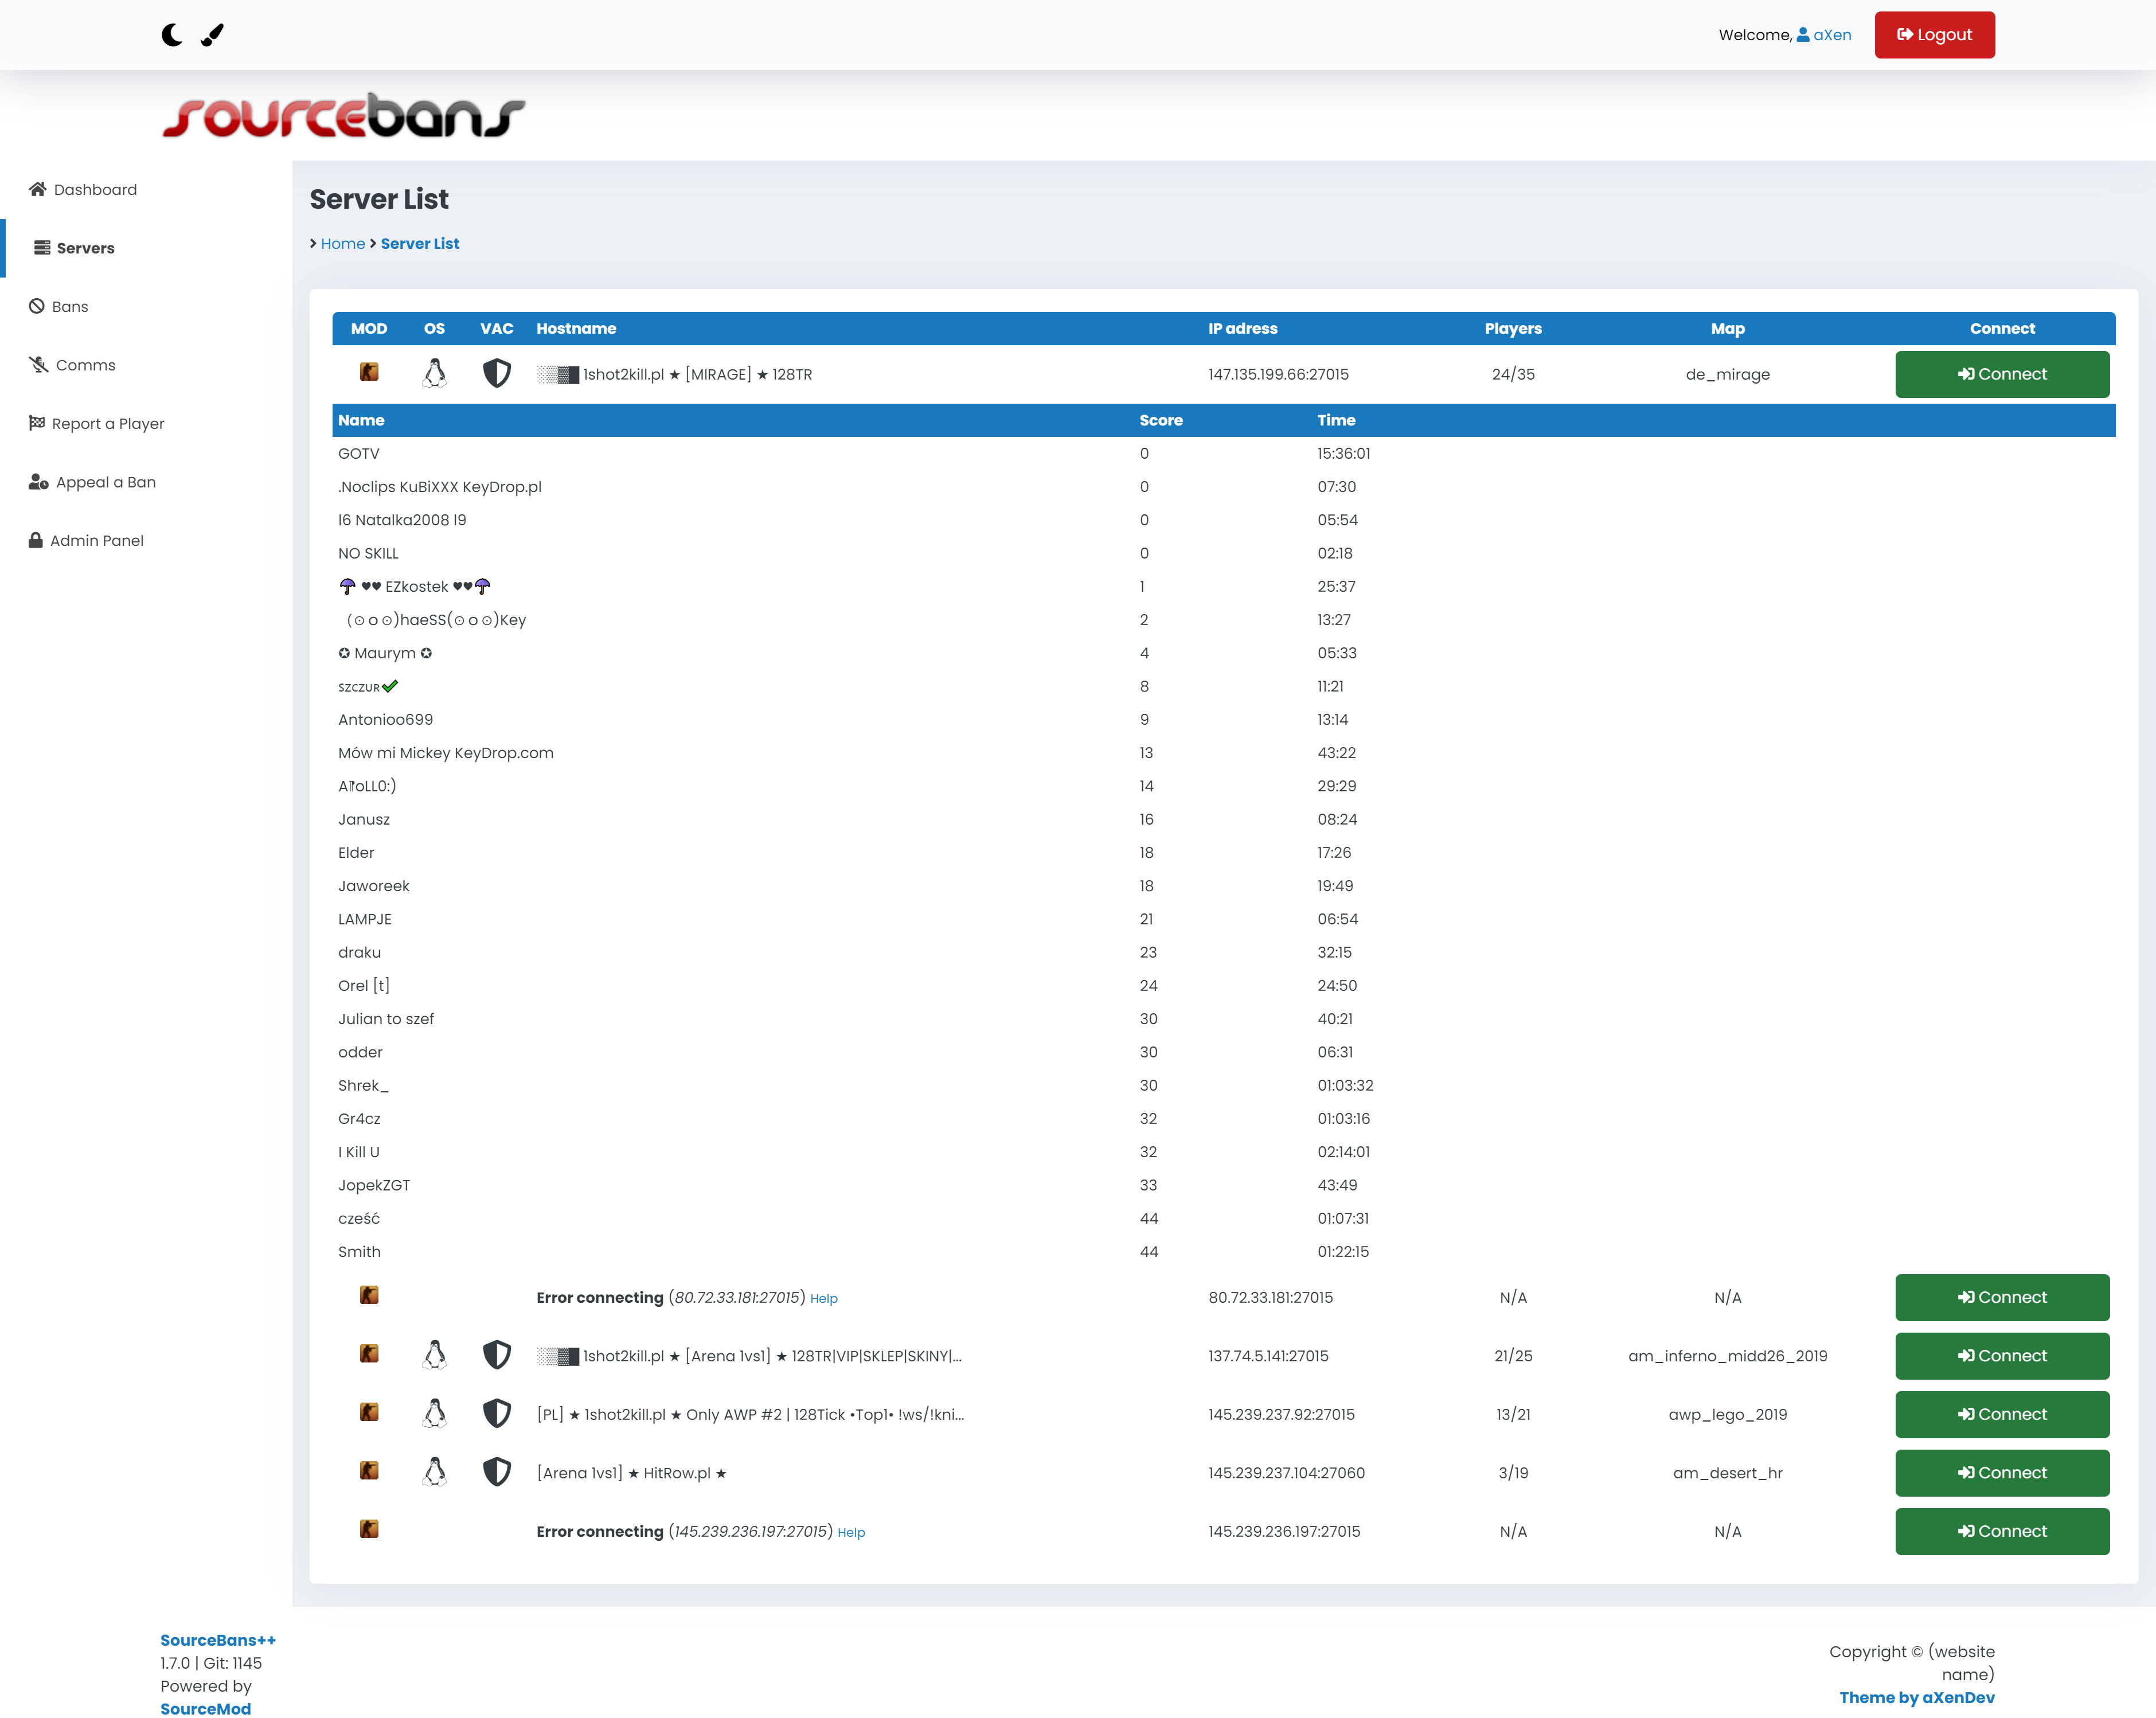 Welcome, aXen Logout
sourcebans
Dashboard
Servers
Bans
Comms
Report a Player
Appeal a Ban
Admin Panel
Server List
Home Server List
MOD OS VAC Hostname IP adress Players Map Connect
░▒▓█ 1shot2kill.pl ★ [MIRAGE] ★ 128TR 147.135.199.66:27015 24/35 de_mirage Connect
Name Score Time
GOTV 0 15:36:01
.Noclips KuBiXXX KeyDrop.pl 0 07:30
l6 Natalka2008 l9 0 05:54
NO SKILL 0 02:18
☂ ♥♥ EZkostek ♥♥☂ 1 25:37
(⊙o⊙)haeSS(⊙o⊙)Key 2 13:27
✪ Maurym ✪ 4 05:33
szczuʀ✔ 8 11:21
Antonioo699 9 13:14
Mów mi Mickey KeyDrop.com 13 43:22
A⁋oLL0:) 14 29:29
Janusz 16 08:24
Elder 18 17:26
Jaworeek 18 19:49
LAMPJE 21 06:54
draku 23 32:15
Orel [t] 24 24:50
Julian to szef 30 40:21
odder 30 06:31
Shrek_ 30 01:03:32
Gr4cz 32 01:03:16
I Kill U 32 02:14:01
JopekZGT 33 43:49
cześć 44 01:07:31
Smith 44 01:22:15
Error connecting (80.72.33.181:27015) Help 80.72.33.181:27015 N/A N/A Connect
░▒▓█ 1shot2kill.pl ★ [Arena 1vs1] ★ 128TR|VIP|SKLEP|SKINY|... 137.74.5.141:27015 21/25 am_inferno_midd26_2019 Connect
[PL] ★ 1shot2kill.pl ★ Only AWP #2 | 128Tick •Top1• !ws/!kni... 145.239.237.92:27015 13/21 awp_lego_2019 Connect
[Arena 1vs1] ★ HitRow.pl ★ 145.239.237.104:27060 3/19 am_desert_hr Connect
Error connecting (145.239.236.197:27015) Help 145.239.236.197:27015 N/A N/A Connect
SourceBans++
1.7.0 | Git: 1145
Powered by
SourceMod
Copyright © (website
name)
Theme by aXenDev